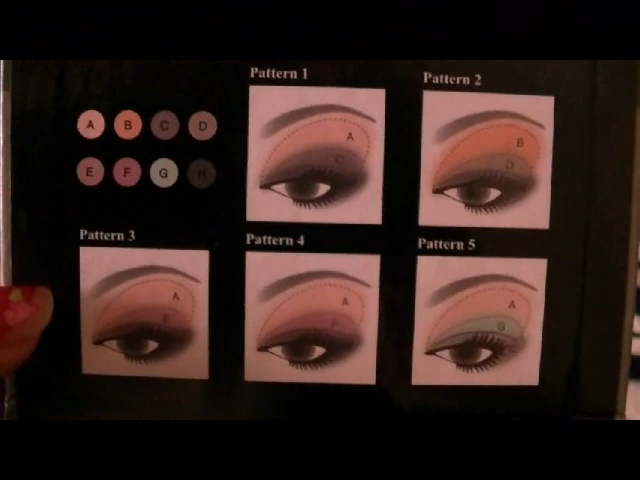 Pattern 1
Pattern 2
A B C D
A
C
B
D
E F G H
Pattern 3
Pattern 4
Pattern 5
A
E
A
F
A
G